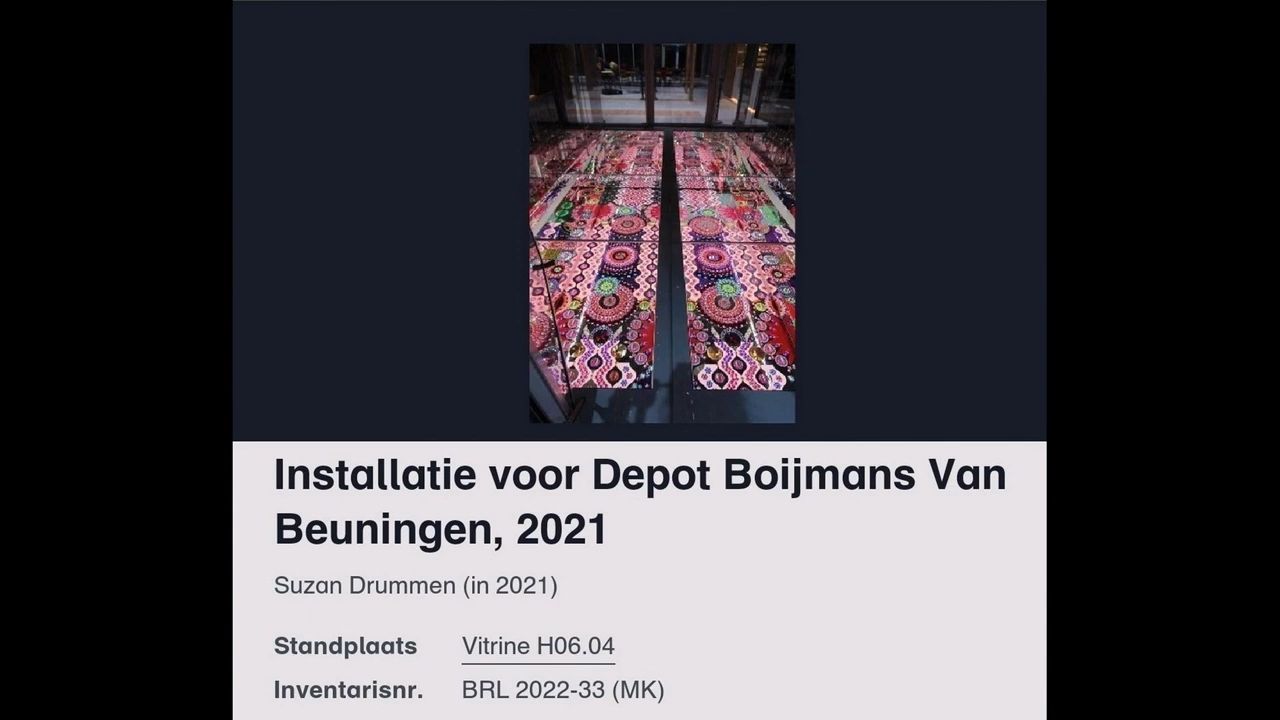 Installatie voor Depot Boijmans Van
Beuningen, 2021
Suzan Drummen (in 2021)
Standplaats Vitrine H06.04
Inventarisnr. BRL 2022-33 (MK)